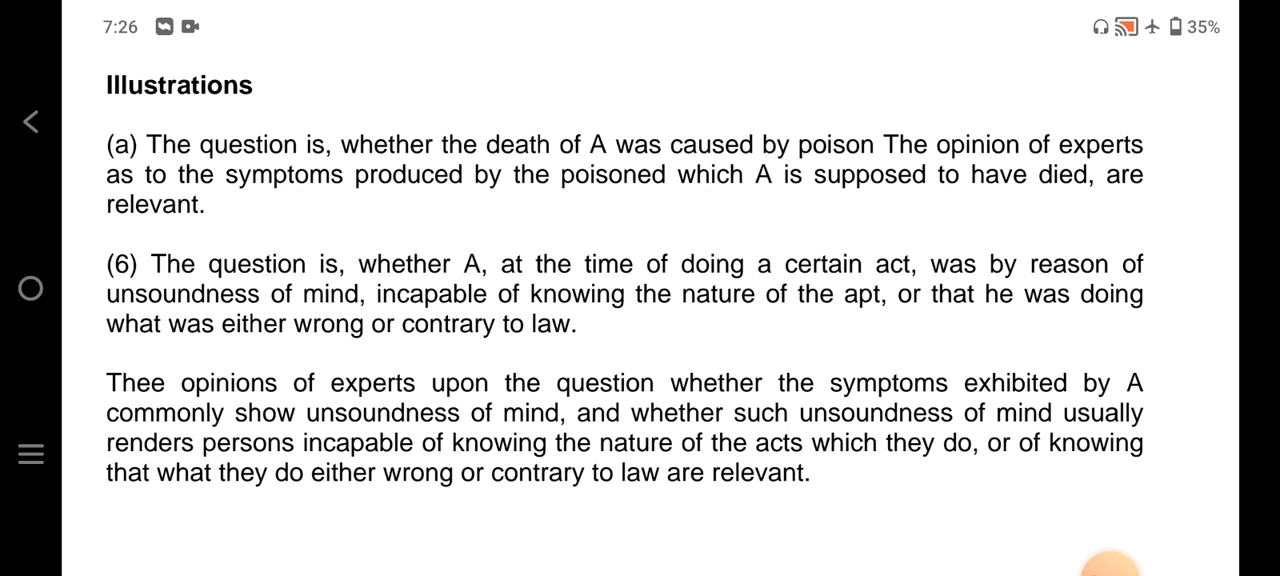 7:26
35%
Illustrations
(a) The question is, whether the death of A was caused by poison The opinion of experts
as to the symptoms produced by the poisoned which A is supposed to have died, are
relevant.
(6) The question is, whether A, at the time of doing a certain act, was by reason of
unsoundness of mind, incapable of knowing the nature of the apt, or that he was doing
what was either wrong or contrary to law.
Thee opinions of experts upon the question whether the symptoms exhibited by A
commonly show unsoundness of mind, and whether such unsoundness of mind usually
renders persons incapable of knowing the nature of the acts which they do, or of knowing
that what they do either wrong or contrary to law are relevant.